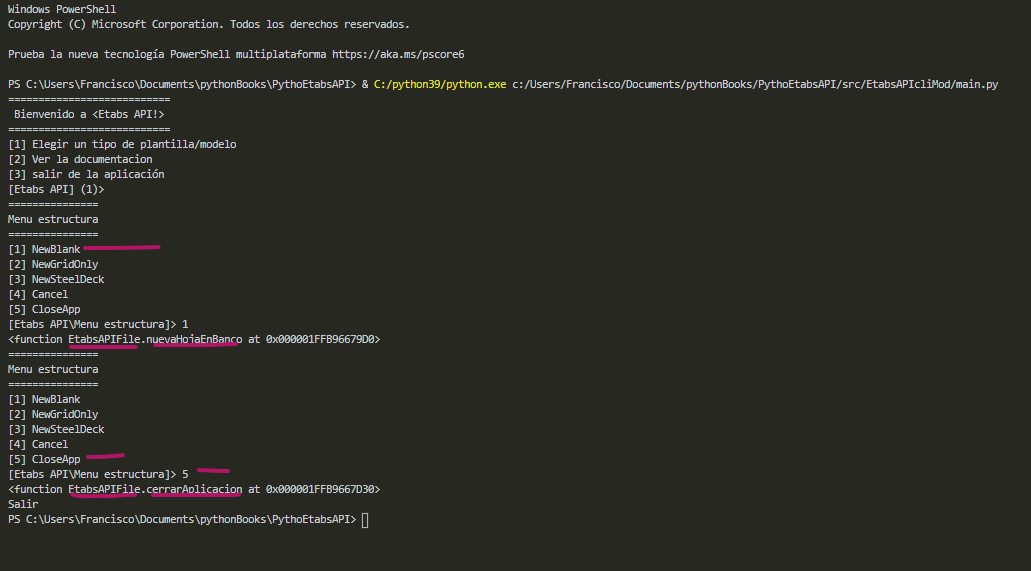 Windows PowerShell
Copyright (C) Microsoft Corporation. Todos los derechos reservados.
Prueba la nueva tecnología PowerShell multiplataforma https://aka.ms/pscore6
PS C:\Users\Francisco\Documents\pythonBooks\PythoEtabsAPI> & C:/python39/python.exe c:/Users/Francisco/Documents/pythonBooks/PythoEtabsAPI/src/EtabsAPIcliMod/main.py
===========================
Bienvenido a <Etabs API!>
===========================
[1] Elegir un tipo de plantilla/modelo
[2] Ver la documentacion
[3] salir de la aplicación
[Etabs API] (1)>
===============
Menu estructura
===============
[1] NewBlank
[2] NewGridOnly
[3] NewSteelDeck
[4] Cancel
[5] CloseApp
[Etabs API\Menu estructura]> 1
<function EtabsAPIFile.nuevaHojaEnBanco at 0x000001FFB96679D0>
===============
Menu estructura
===============
[1] NewBlank
[2] NewGridOnly
[3] NewSteelDeck
[4] Cancel
[5] CloseApp
[Etabs API\Menu estructura]> 5
<function EtabsAPIFile.cerrarAplicacion at 0x000001FFB9667D30>
Salir
PS C:\Users\Francisco\Documents\pythonBooks\PythoEtabsAPI>